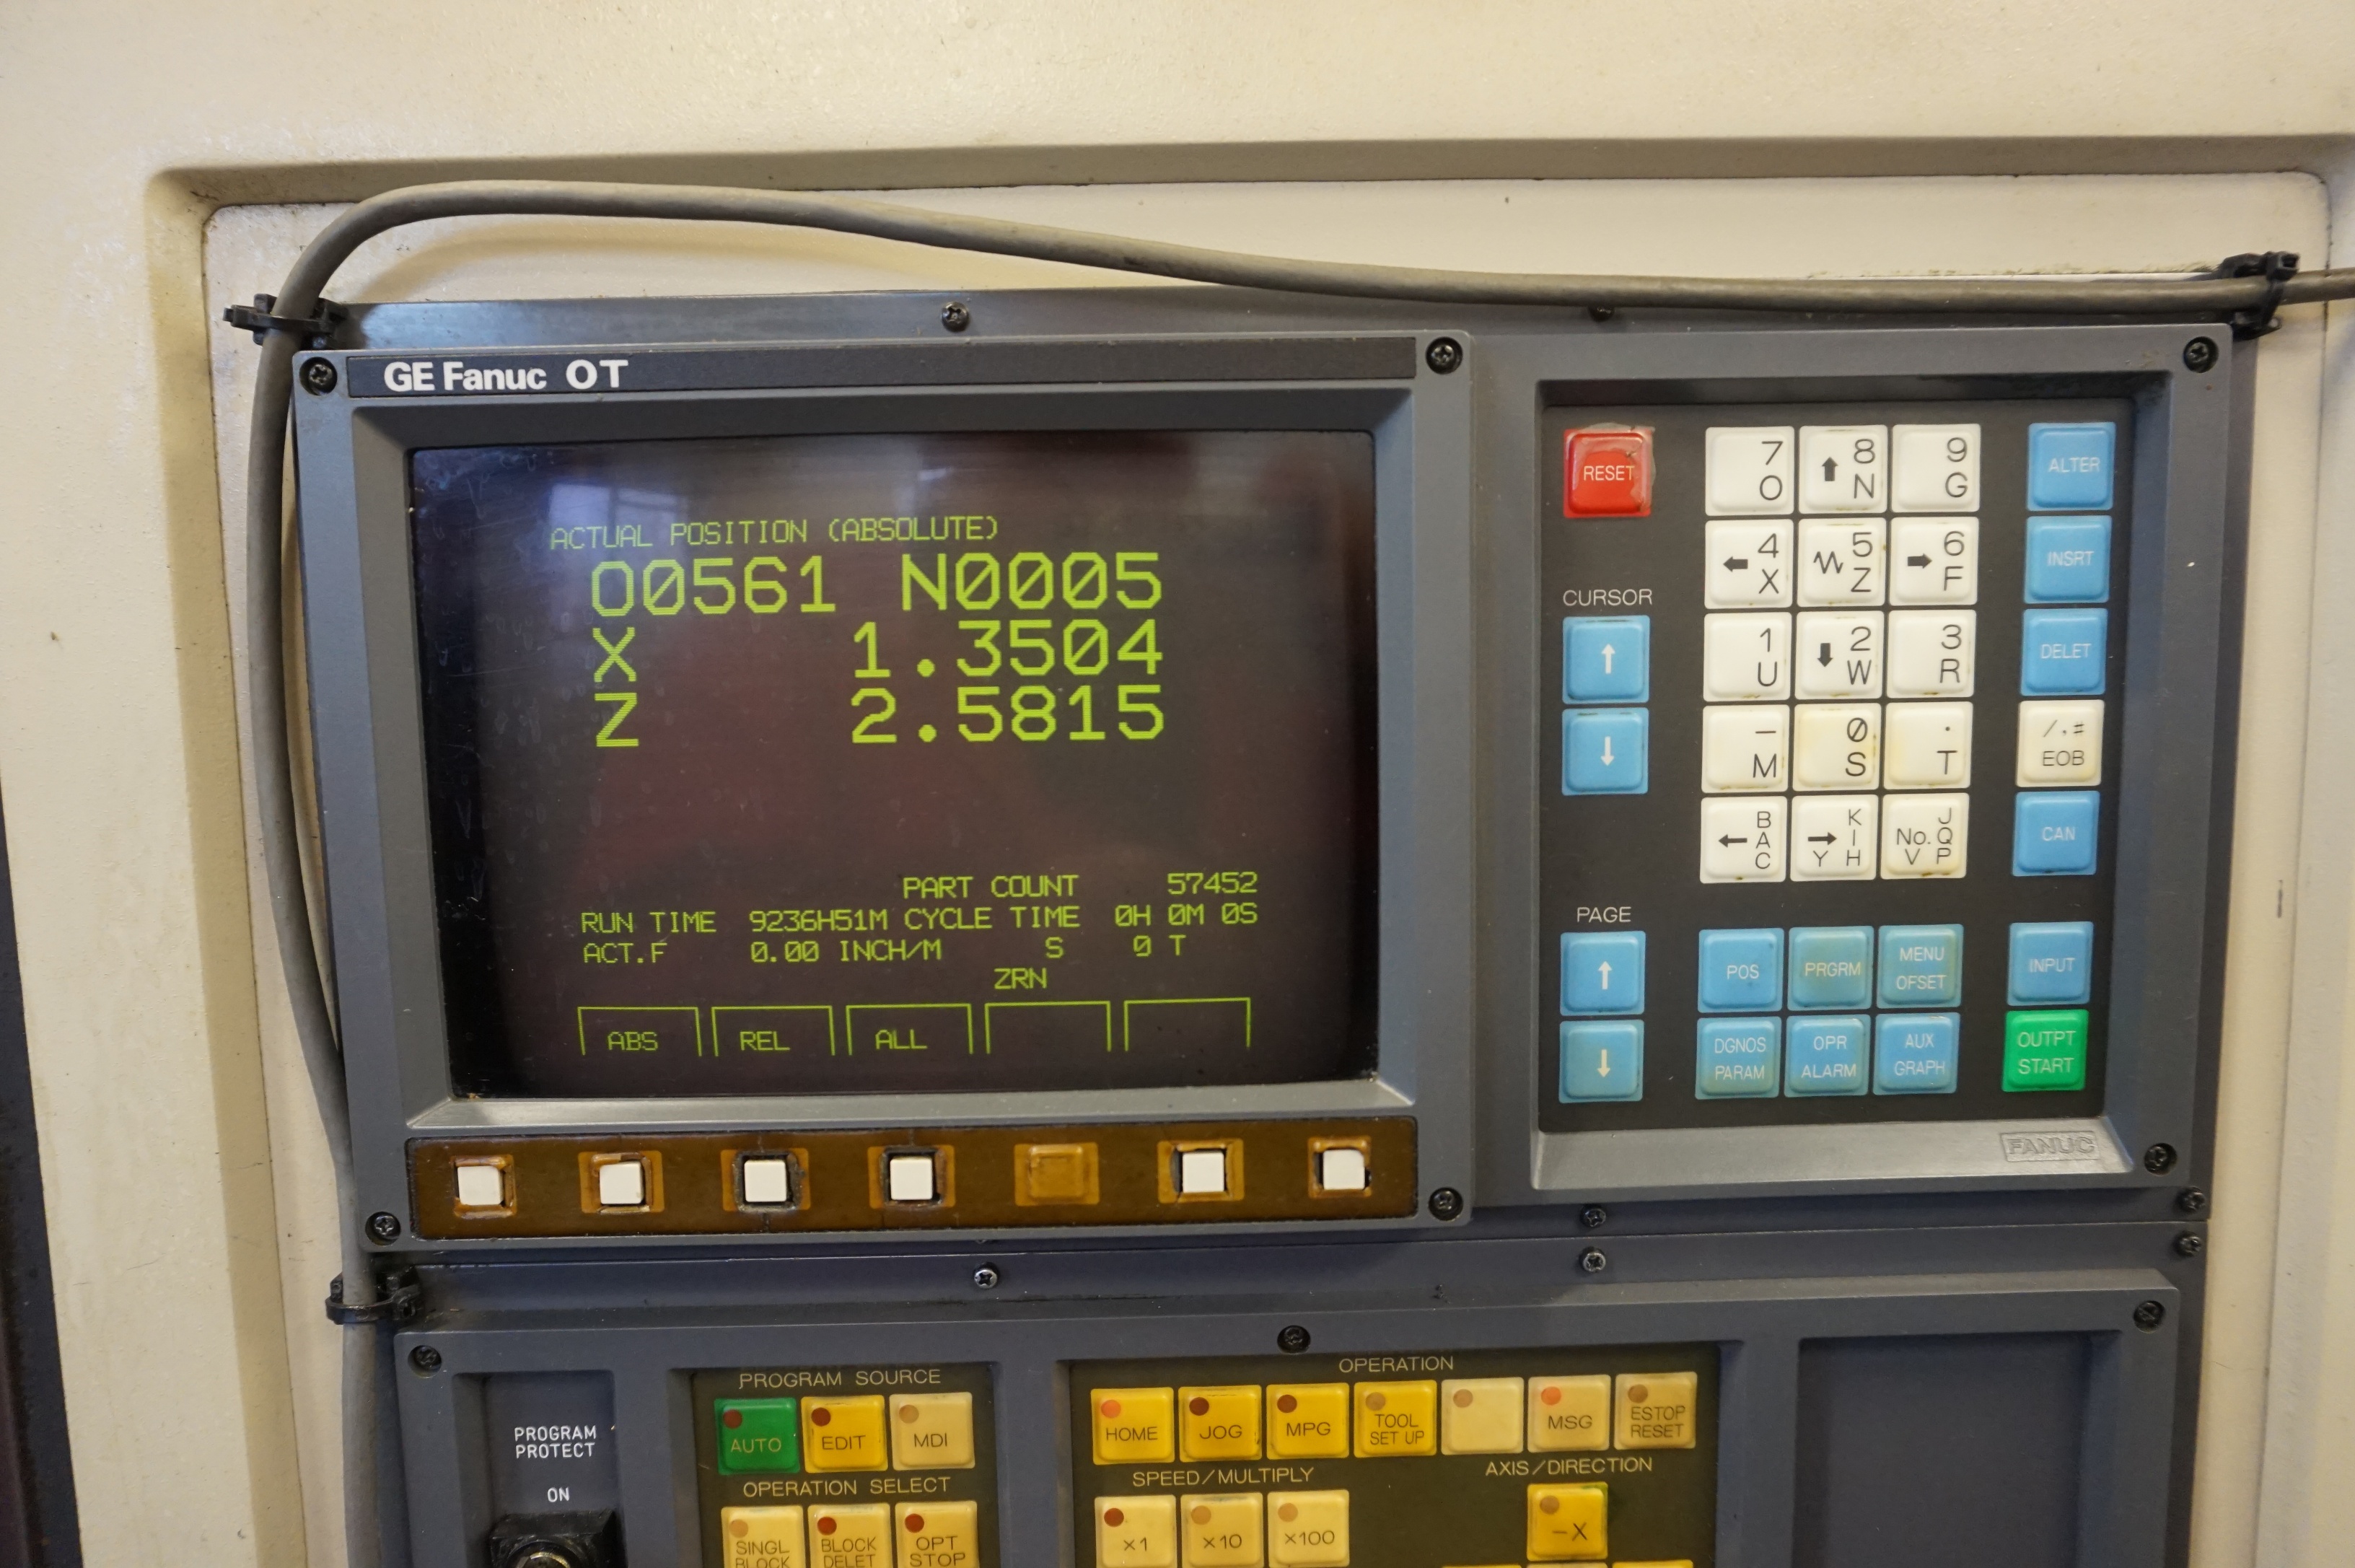 GE Fanuc OT
ACTUAL POSITION (ABSOLUTE)
O0561 N0005
X 1.3504
Z 2.5815
PART COUNT 57452
RUN TIME 9236H51M CYCLE TIME 0H 0M 0S
ACT.F 0.00 INCH/M S 0 T
ZRN
ABS REL ALL
RESET
7 O
↑ 8 N
9 G
ALTER
← 4 X
5 Z
→ 6 F
INSRT
CURSOR
↑
↓
1 U
↓ 2 W
3 R
DELET
- M
0 S
. T
/,# EOB
← B A C
→ K I Y H
No. J Q V P
CAN
PAGE
↑
↓
POS
PRGRM
MENU OFSET
INPUT
DGNOS PARAM
OPR ALARM
AUX GRAPH
OUTPT START
FANUC
PROGRAM PROTECT
ON
PROGRAM SOURCE
AUTO
EDIT
MDI
OPERATION SELECT
SINGL BLOCK
BLOCK DELET
OPT STOP
OPERATION
HOME
JOG
MPG
TOOL SET UP
MSG
ESTOP RESET
SPEED/MULTIPLY
×1
×10
×100
AXIS/DIRECTION
-X